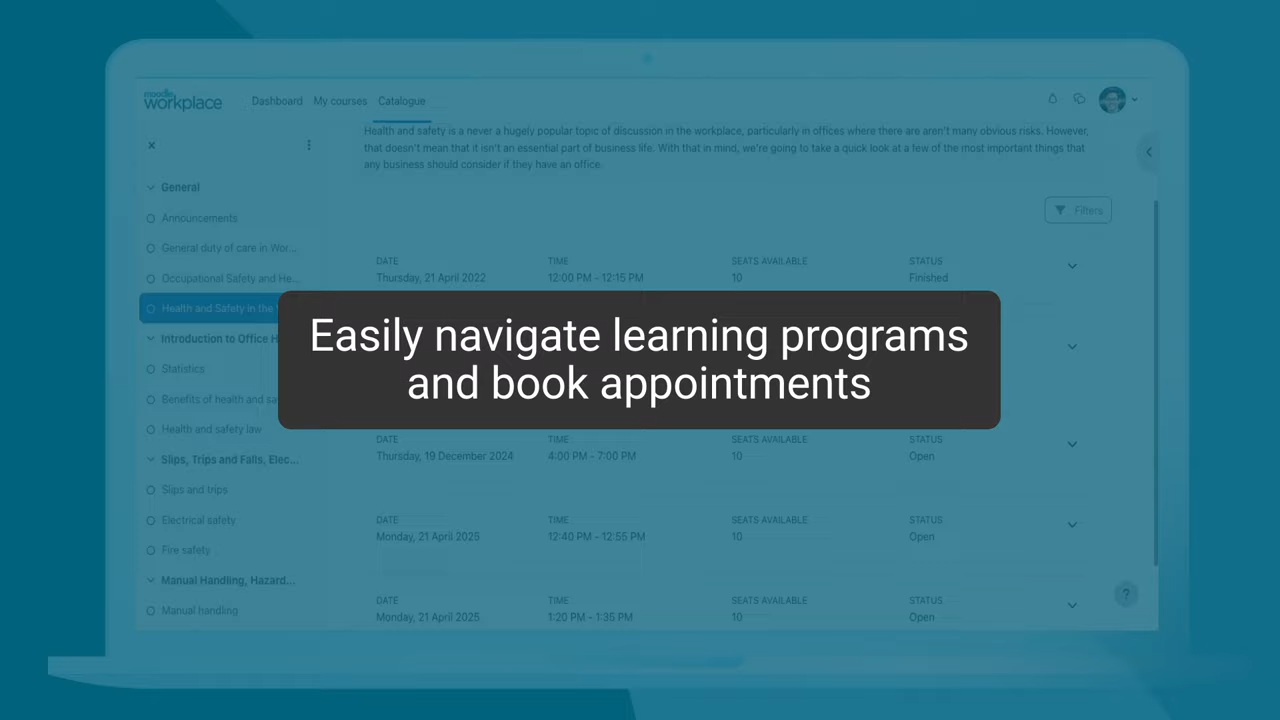 moodle
workplace
Dashboard My courses Catalogue
Health and safety is a never a hugely popular topic of discussion in the workplace, particularly in offices where there are aren't many obvious risks. However,
that doesn't mean that it isn't an essential part of business life. With that in mind, we're going to take a quick look at a few of the most important things that
any business should consider if they have an office.
General
Announcements
General duty of care in Wor...
Occupational Safety and He...
Health and Safety in the
Introduction to Office H
Statistics
Benefits of health and sa
Health and safety law
Slips, Trips and Falls, Elec...
Slips and trips
Electrical safety
Fire safety
Manual Handling, Hazard...
Manual handling
Filters
DATE TIME SEATS AVAILABLE STATUS
Thursday, 21 April 2022 12:00 PM - 12:15 PM 10 Finished
Easily navigate learning programs
and book appointments
DATE TIME SEATS AVAILABLE STATUS
Thursday, 19 December 2024 4:00 PM - 7:00 PM 10 Open
DATE TIME SEATS AVAILABLE STATUS
Monday, 21 April 2025 12:40 PM - 12:55 PM 10 Open
DATE TIME SEATS AVAILABLE STATUS
Monday, 21 April 2025 1:20 PM - 1:35 PM 10 Open
?